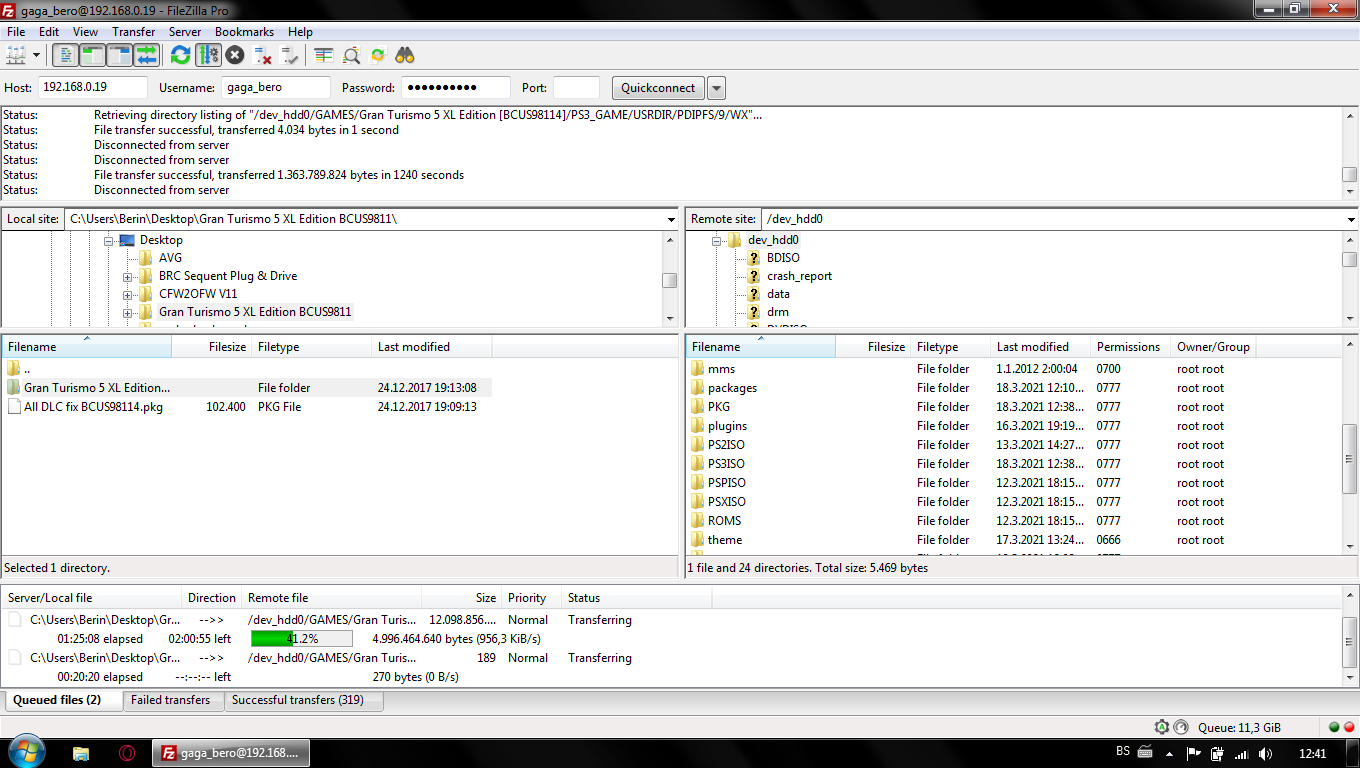 gaga_bero@192.168.0.19 - FileZilla Pro
File Edit View Transfer Server Bookmarks Help
Host: 192.168.0.19 Username: gaga_bero Password: ●●●●●●●●●● Port: Quickconnect
Status: Retrieving directory listing of "/dev_hdd0/GAMES/Gran Turismo 5 XL Edition [BCUS98114]/PS3_GAME/USRDIR/PDIPFS/9/WX"...
Status: File transfer successful, transferred 4.034 bytes in 1 second
Status: Disconnected from server
Status: Disconnected from server
Status: File transfer successful, transferred 1.363.789.824 bytes in 1240 seconds
Status: Disconnected from server
Local site: C:\Users\Berin\Desktop\Gran Turismo 5 XL Edition BCUS9811\
Desktop
AVG
BRC Sequent Plug & Drive
CFW2OFW V11
Gran Turismo 5 XL Edition BCUS9811
Remote site: /dev_hdd0
dev_hdd0
BDISO
crash_report
data
drm
DVDISO
Filename Filesize Filetype Last modified
..
Gran Turismo 5 XL Edition... File folder 24.12.2017 19:13:08
All DLC fix BCUS98114.pkg 102.400 PKG File 24.12.2017 19:09:13
Selected 1 directory.
Filename Filesize Filetype Last modified Permissions Owner/Group
mms File folder 1.1.2012 2:00:04 0700 root root
packages File folder 18.3.2021 12:10... 0777 root root
PKG File folder 18.3.2021 12:38... 0777 root root
plugins File folder 16.3.2021 19:19... 0777 root root
PS2ISO File folder 13.3.2021 14:27... 0777 root root
PS3ISO File folder 18.3.2021 12:38... 0777 root root
PSPISO File folder 12.3.2021 18:15... 0777 root root
PSXISO File folder 12.3.2021 18:15... 0777 root root
ROMS File folder 12.3.2021 18:15... 0777 root root
theme File folder 17.3.2021 13:24... 0666 root root
1 file and 24 directories. Total size: 5.469 bytes
Server/Local file Direction Remote file Size Priority Status
C:\Users\Berin\Desktop\Gr... -->> /dev_hdd0/GAMES/Gran Turis... 12.098.856.... Normal Transferring
01:25:08 elapsed 02:00:55 left 41.2% 4.996.464.640 bytes (956,3 KiB/s)
C:\Users\Berin\Desktop\Gr... -->> /dev_hdd0/GAMES/Gran Turis... 189 Normal Transferring
00:20:20 elapsed --:--:-- left 270 bytes (0 B/s)
Queued files (2) Failed transfers Successful transfers (319)
Queue: 11,3 GiB
gaga_bero@192.168.... BS 12:41